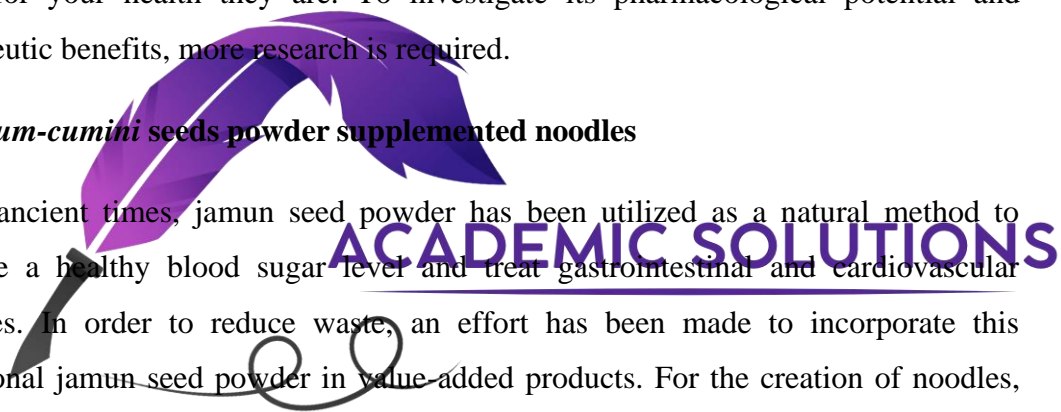 for your health they are. To investigate its pharmacological potential and
eutic benefits, more research is required.
um-cumini seeds powder supplemented noodles
ancient times, jamun seed powder has been utilized as a natural method to
ACADEMIC SOLUTIONS
e a healthy blood sugar level and treat gastrointestinal and cardiovascular
es. In order to reduce waste, an effort has been made to incorporate this
onal jamun seed powder in value-added products. For the creation of noodles,